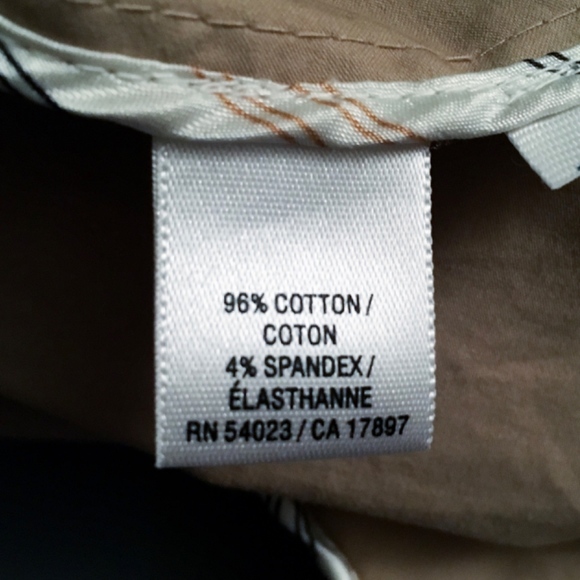 96% COTTON /
COTON
4% SPANDEX /
ÉLASTHANNE
RN 54023 / CA 17897